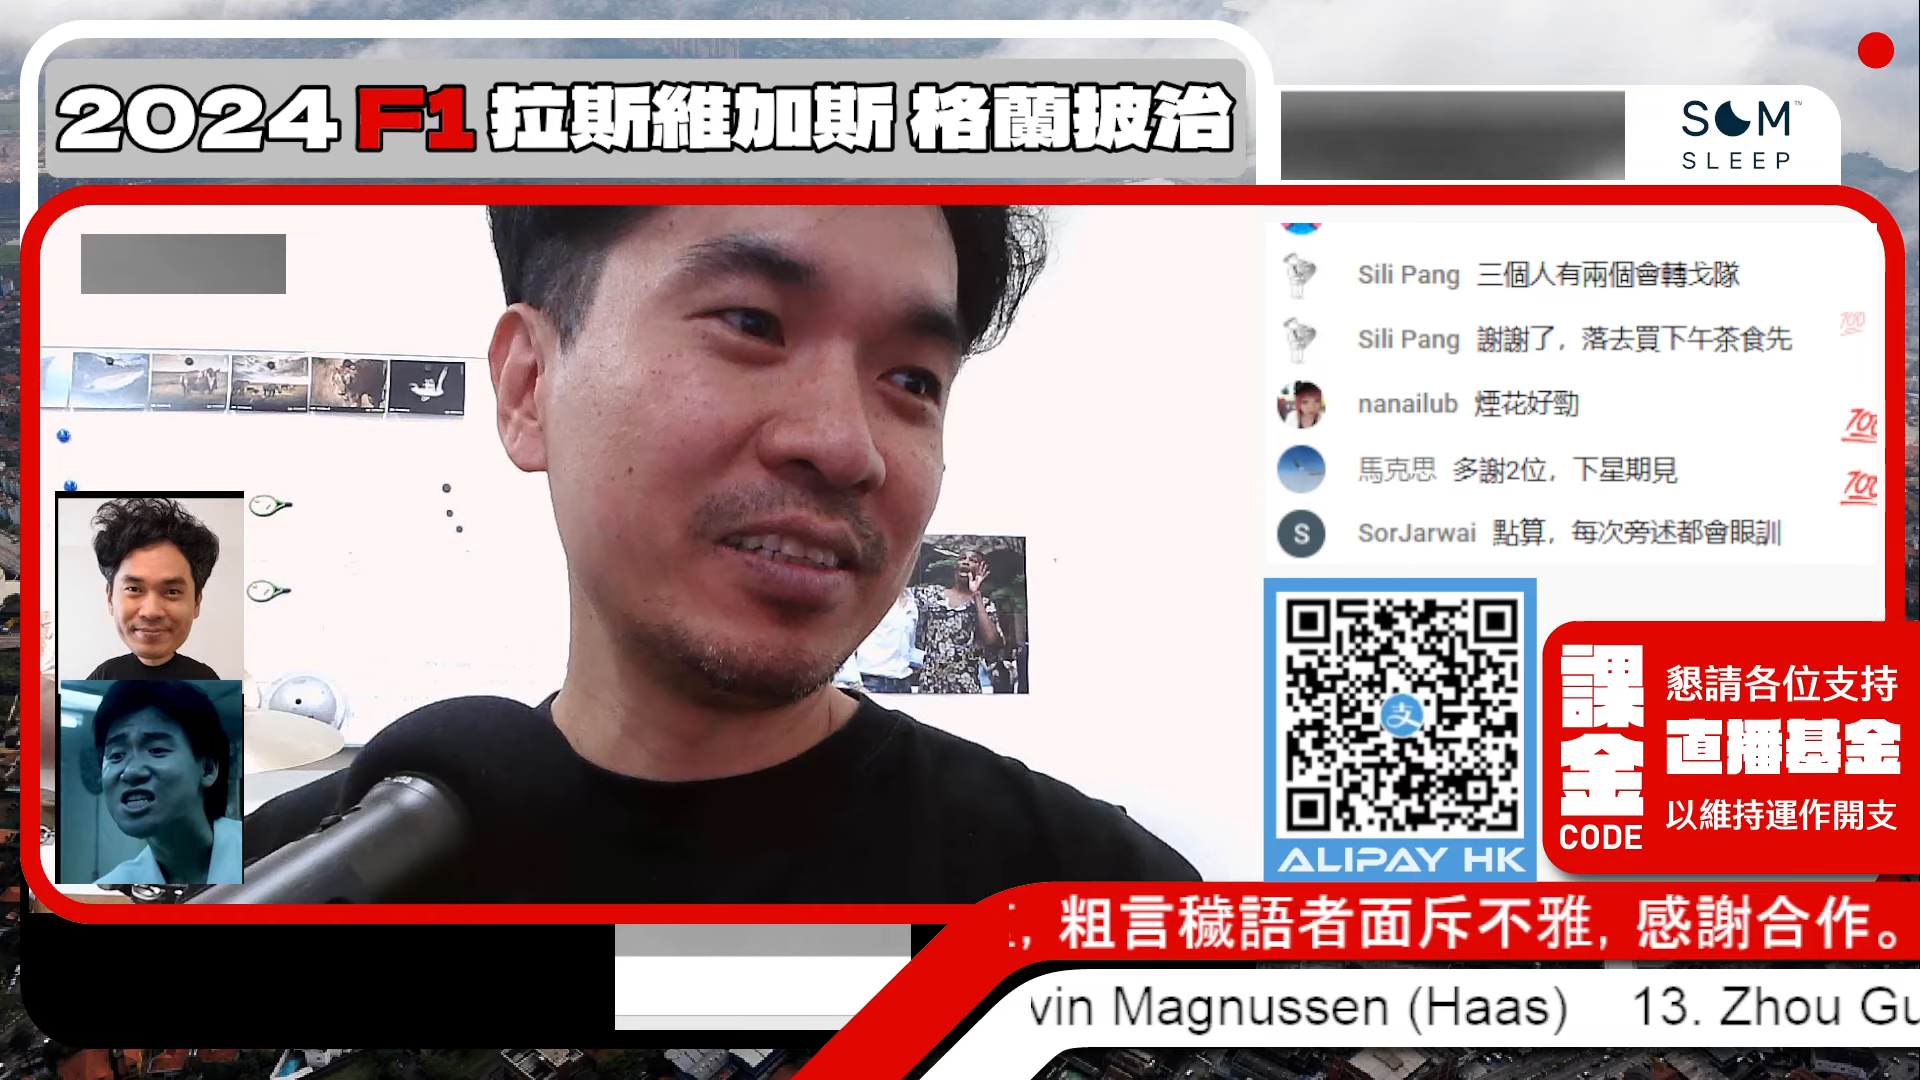 2024 F1 拉斯維加斯 格蘭披治
SOM
SLEEP
Sili Pang 三個人有兩個會轉戈隊
Sili Pang 謝謝了，落去買下午茶食先
nanailub 煙花好勁
馬克思 多謝2位，下星期見
S SorJarwai 點算，每次旁述都會眼訓
支
ALIPAY HK
課金
CODE
懇請各位支持
直播基金
以維持運作開支
, 粗言穢語者面斥不雅, 感謝合作。
vin Magnussen (Haas) 13. Zhou Gu